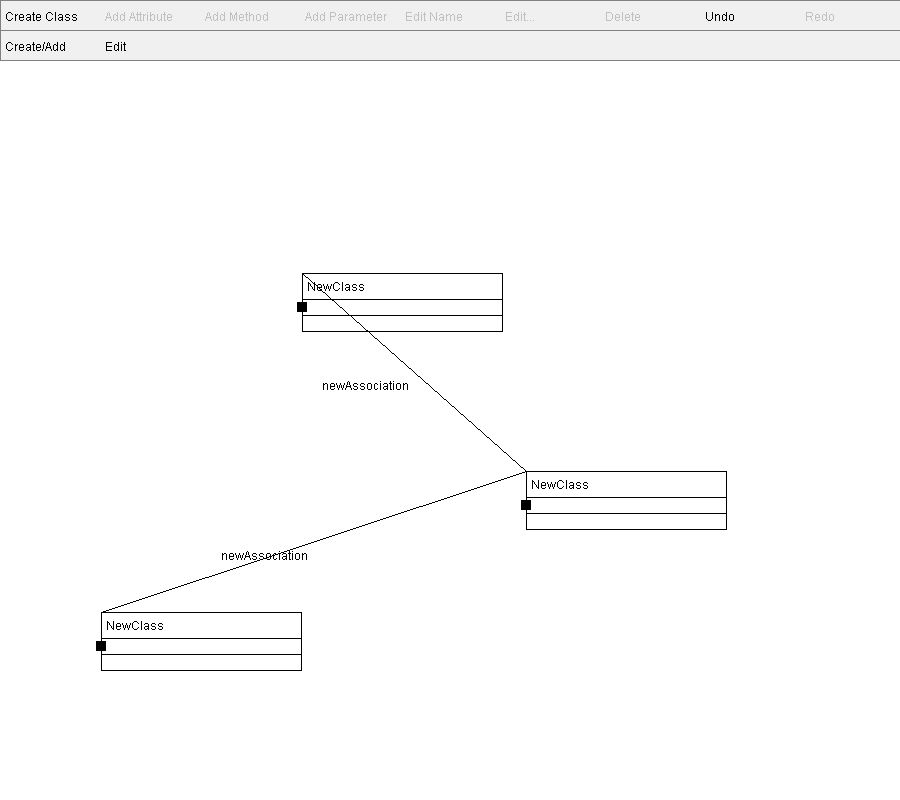 Create Class Add Attribute Add Method Add Parameter Edit Name Edit... Delete Undo Redo
Create/Add Edit
NewClass
newAssociation
NewClass
newAssociation
NewClass